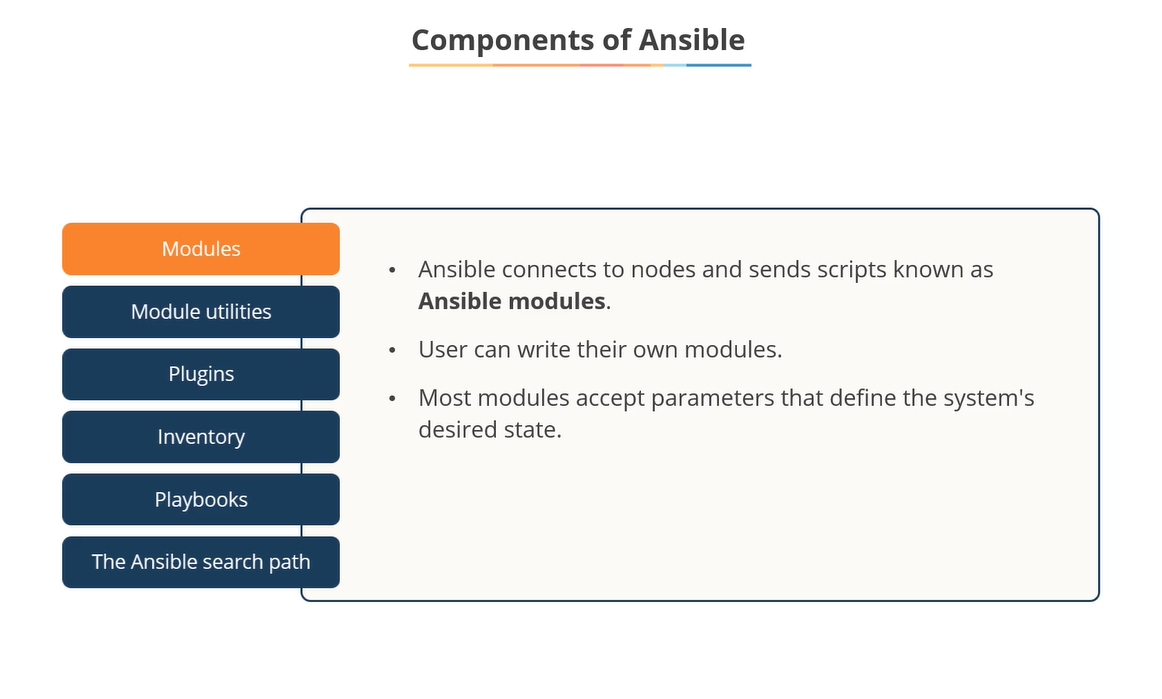 Components of Ansible
Modules
Module utilities
Plugins
Inventory
Playbooks
The Ansible search path
• Ansible connects to nodes and sends scripts known as
Ansible modules.
• User can write their own modules.
• Most modules accept parameters that define the system's
desired state.